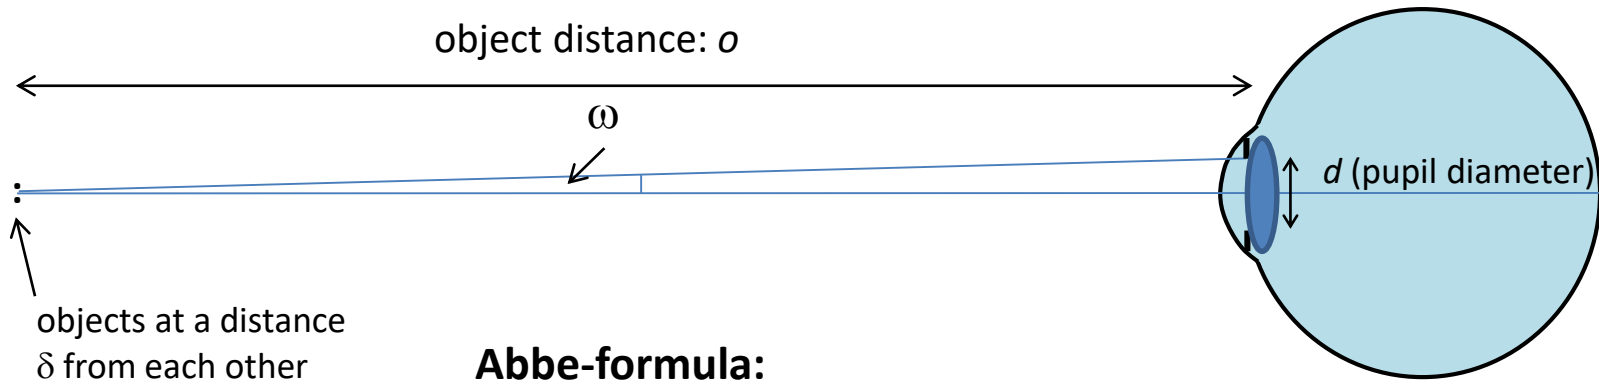 object distance: o
ω
d (pupil diameter)
objects at a distance
δ from each other
Abbe-formula: